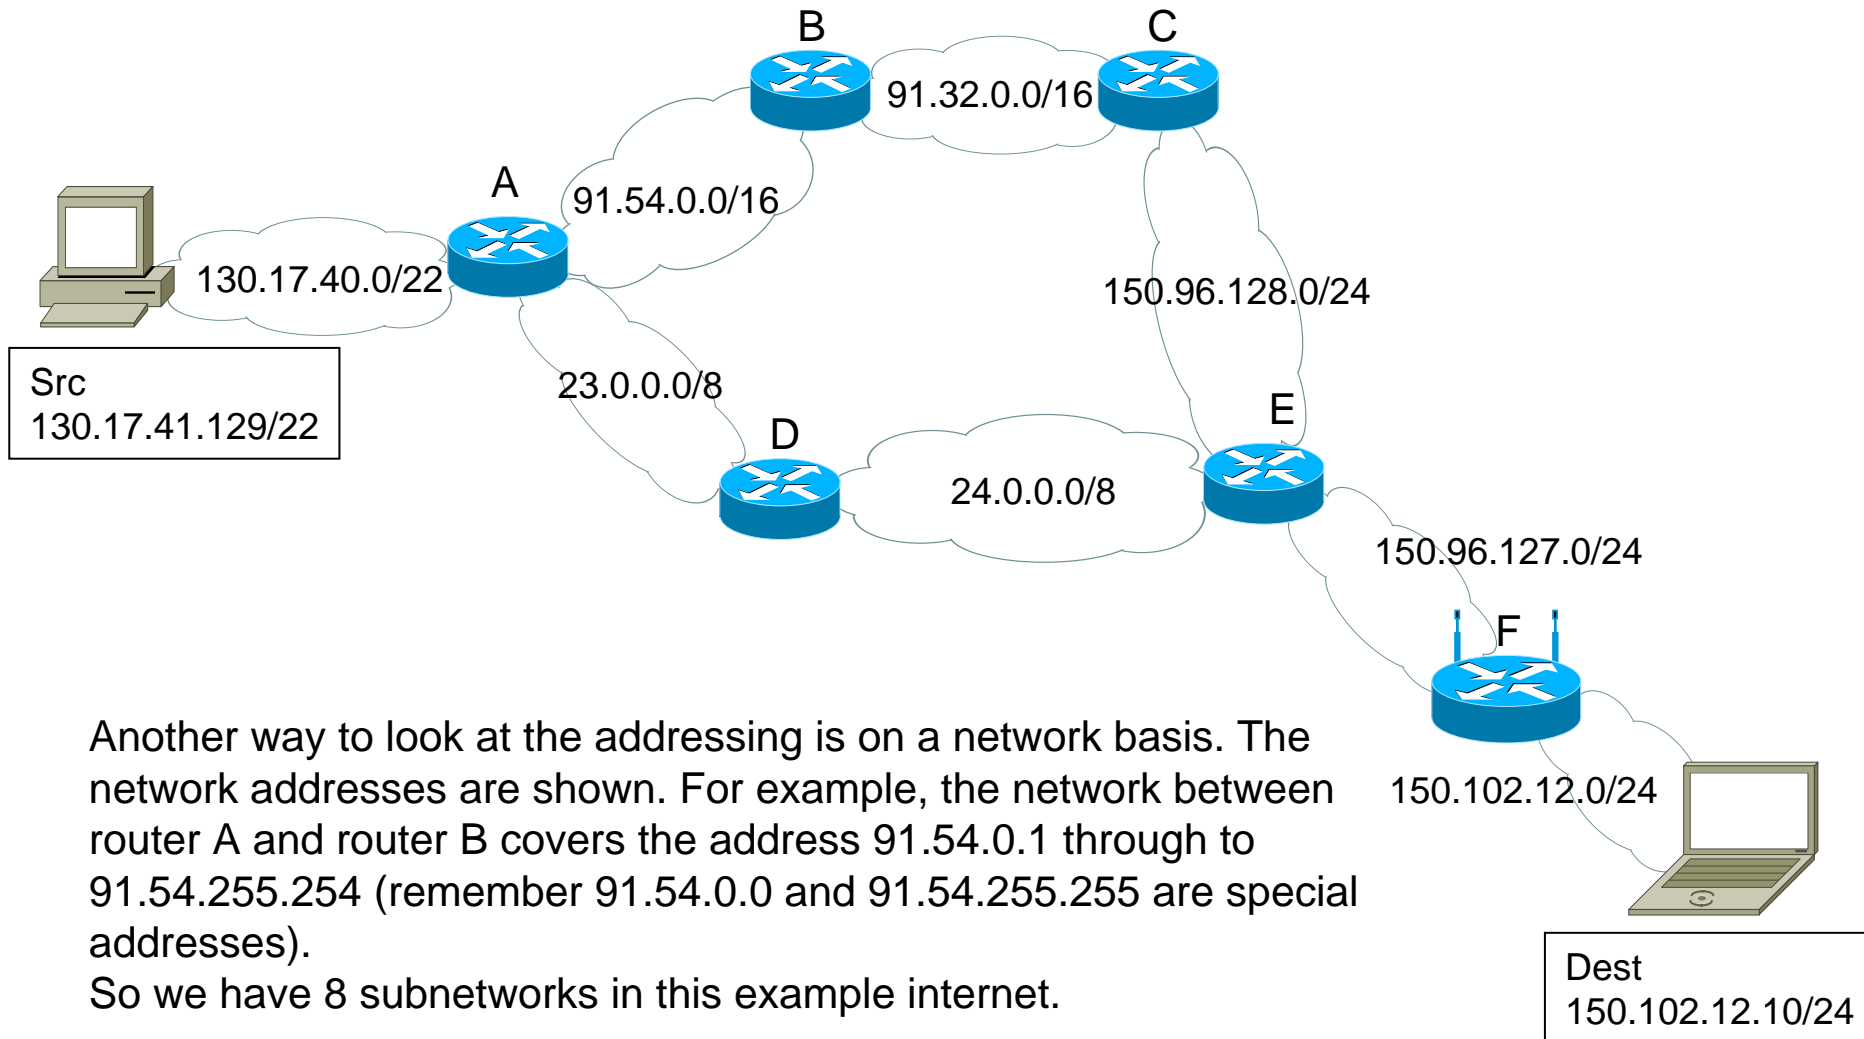 B
C
91.32.0.0/16
A
91.54.0.0/16
130.17.40.0/22
150.96.128.0/24
Src
130.17.41.129/22
23.0.0.0/8
D
E
24.0.0.0/8
150.96.127.0/24
F
150.102.12.0/24
Another way to look at the addressing is on a network basis. The
network addresses are shown. For example, the network between
router A and router B covers the address 91.54.0.1 through to
91.54.255.254 (remember 91.54.0.0 and 91.54.255.255 are special
addresses).
So we have 8 subnetworks in this example internet.
Dest
150.102.12.10/24